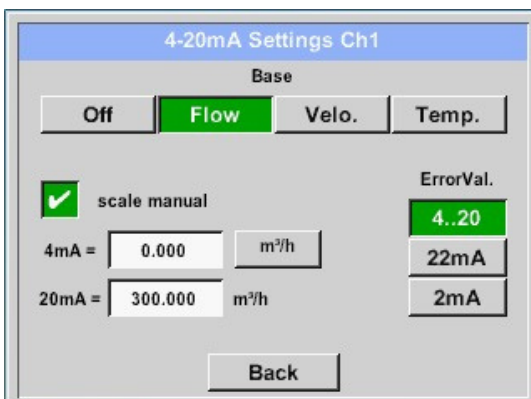 4-20mA Settings Ch1
Base
Off Flow Velo. Temp.
ErrorVal.
scale manual
4..20
4mA = 0.000 m³/h
22mA
20mA = 300.000 m³/h
2mA
Back